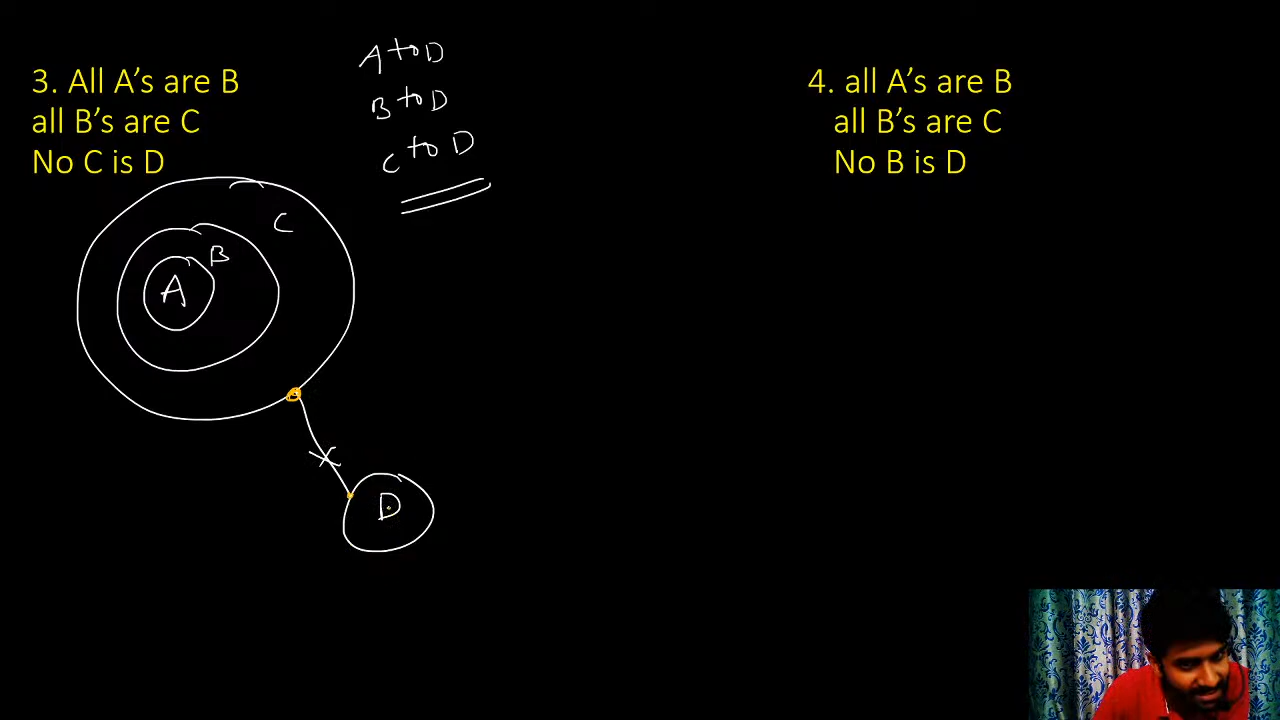 3. All A’s are B
all B’s are C
No C is D
A to D
B to D
C to D
4. all A’s are B
all B’s are C
No B is D
C
B
A
D